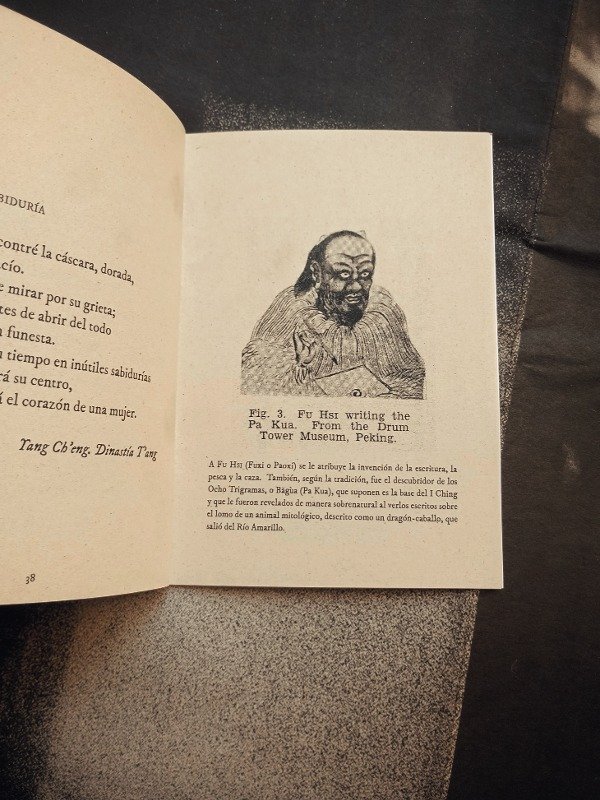 BIDURÍA
contré la cáscara, dorada,
cío.
e mirar por su grieta;
tes de abrir del todo
n funesta.
u tiempo en inútiles sabidurías
rá su centro,
á el corazón de una mujer.
Yang Ch'eng. Dinastía T'ang
38
Fig. 3. Fu Hsi writing the
Pa Kua. From the Drum
Tower Museum, Peking.
A Fu Hsi (Fuxi o Paoxi) se le atribuye la invención de la escritura, la
pesca y la caza. También, según la tradición, fue el descubridor de los
Ocho Trigramas, o Bāgùa (Pa Kua), que suponen es la base del I Ching
y que le fueron revelados de manera sobrenatural al verlos escritos sobre
el lomo de un animal mitológico, descrito como un dragón-caballo, que
salió del Río Amarillo.